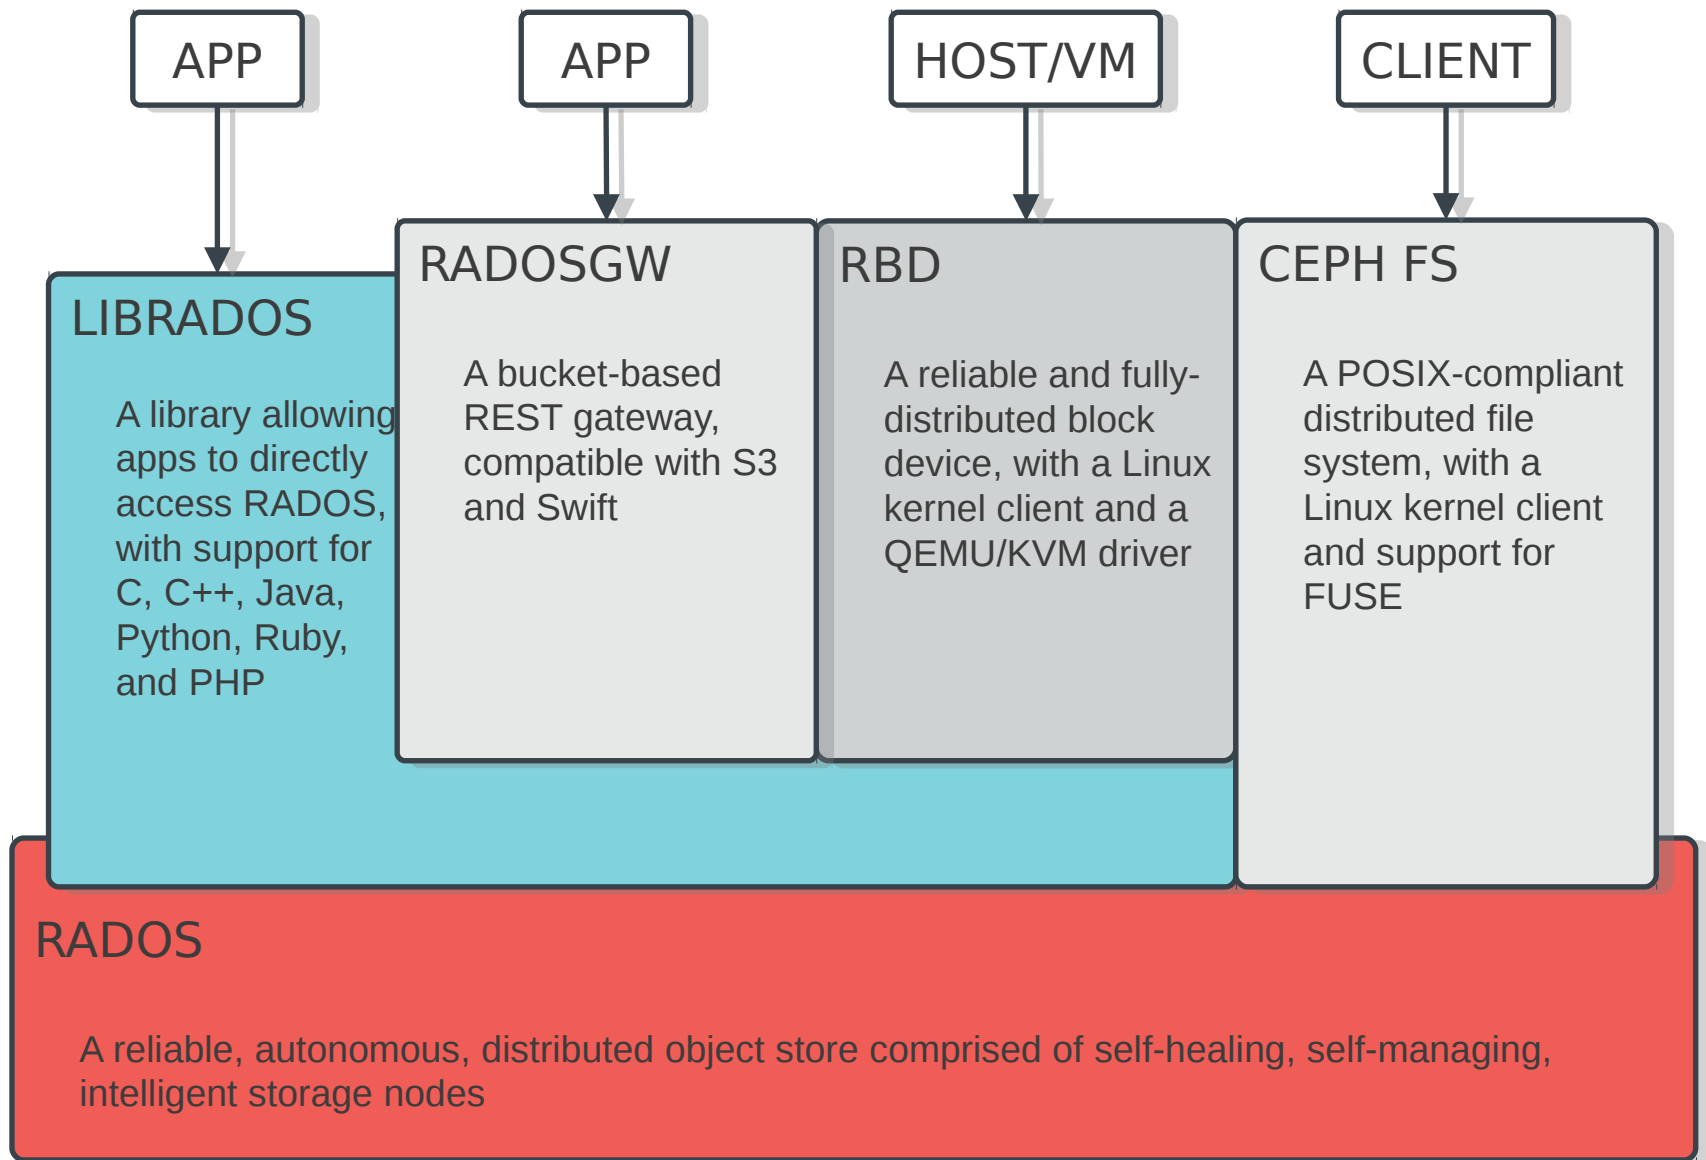 APP
APP
HOST/VM
CLIENT
LIBRADOS
A library allowing
apps to directly
access RADOS,
with support for
C, C++, Java,
Python, Ruby,
and PHP
RADOSGW
A bucket-based
REST gateway,
compatible with S3
and Swift
RBD
A reliable and fully-
distributed block
device, with a Linux
kernel client and a
QEMU/KVM driver
CEPH FS
A POSIX-compliant
distributed file
system, with a
Linux kernel client
and support for
FUSE
RADOS
A reliable, autonomous, distributed object store comprised of self-healing, self-managing,
intelligent storage nodes